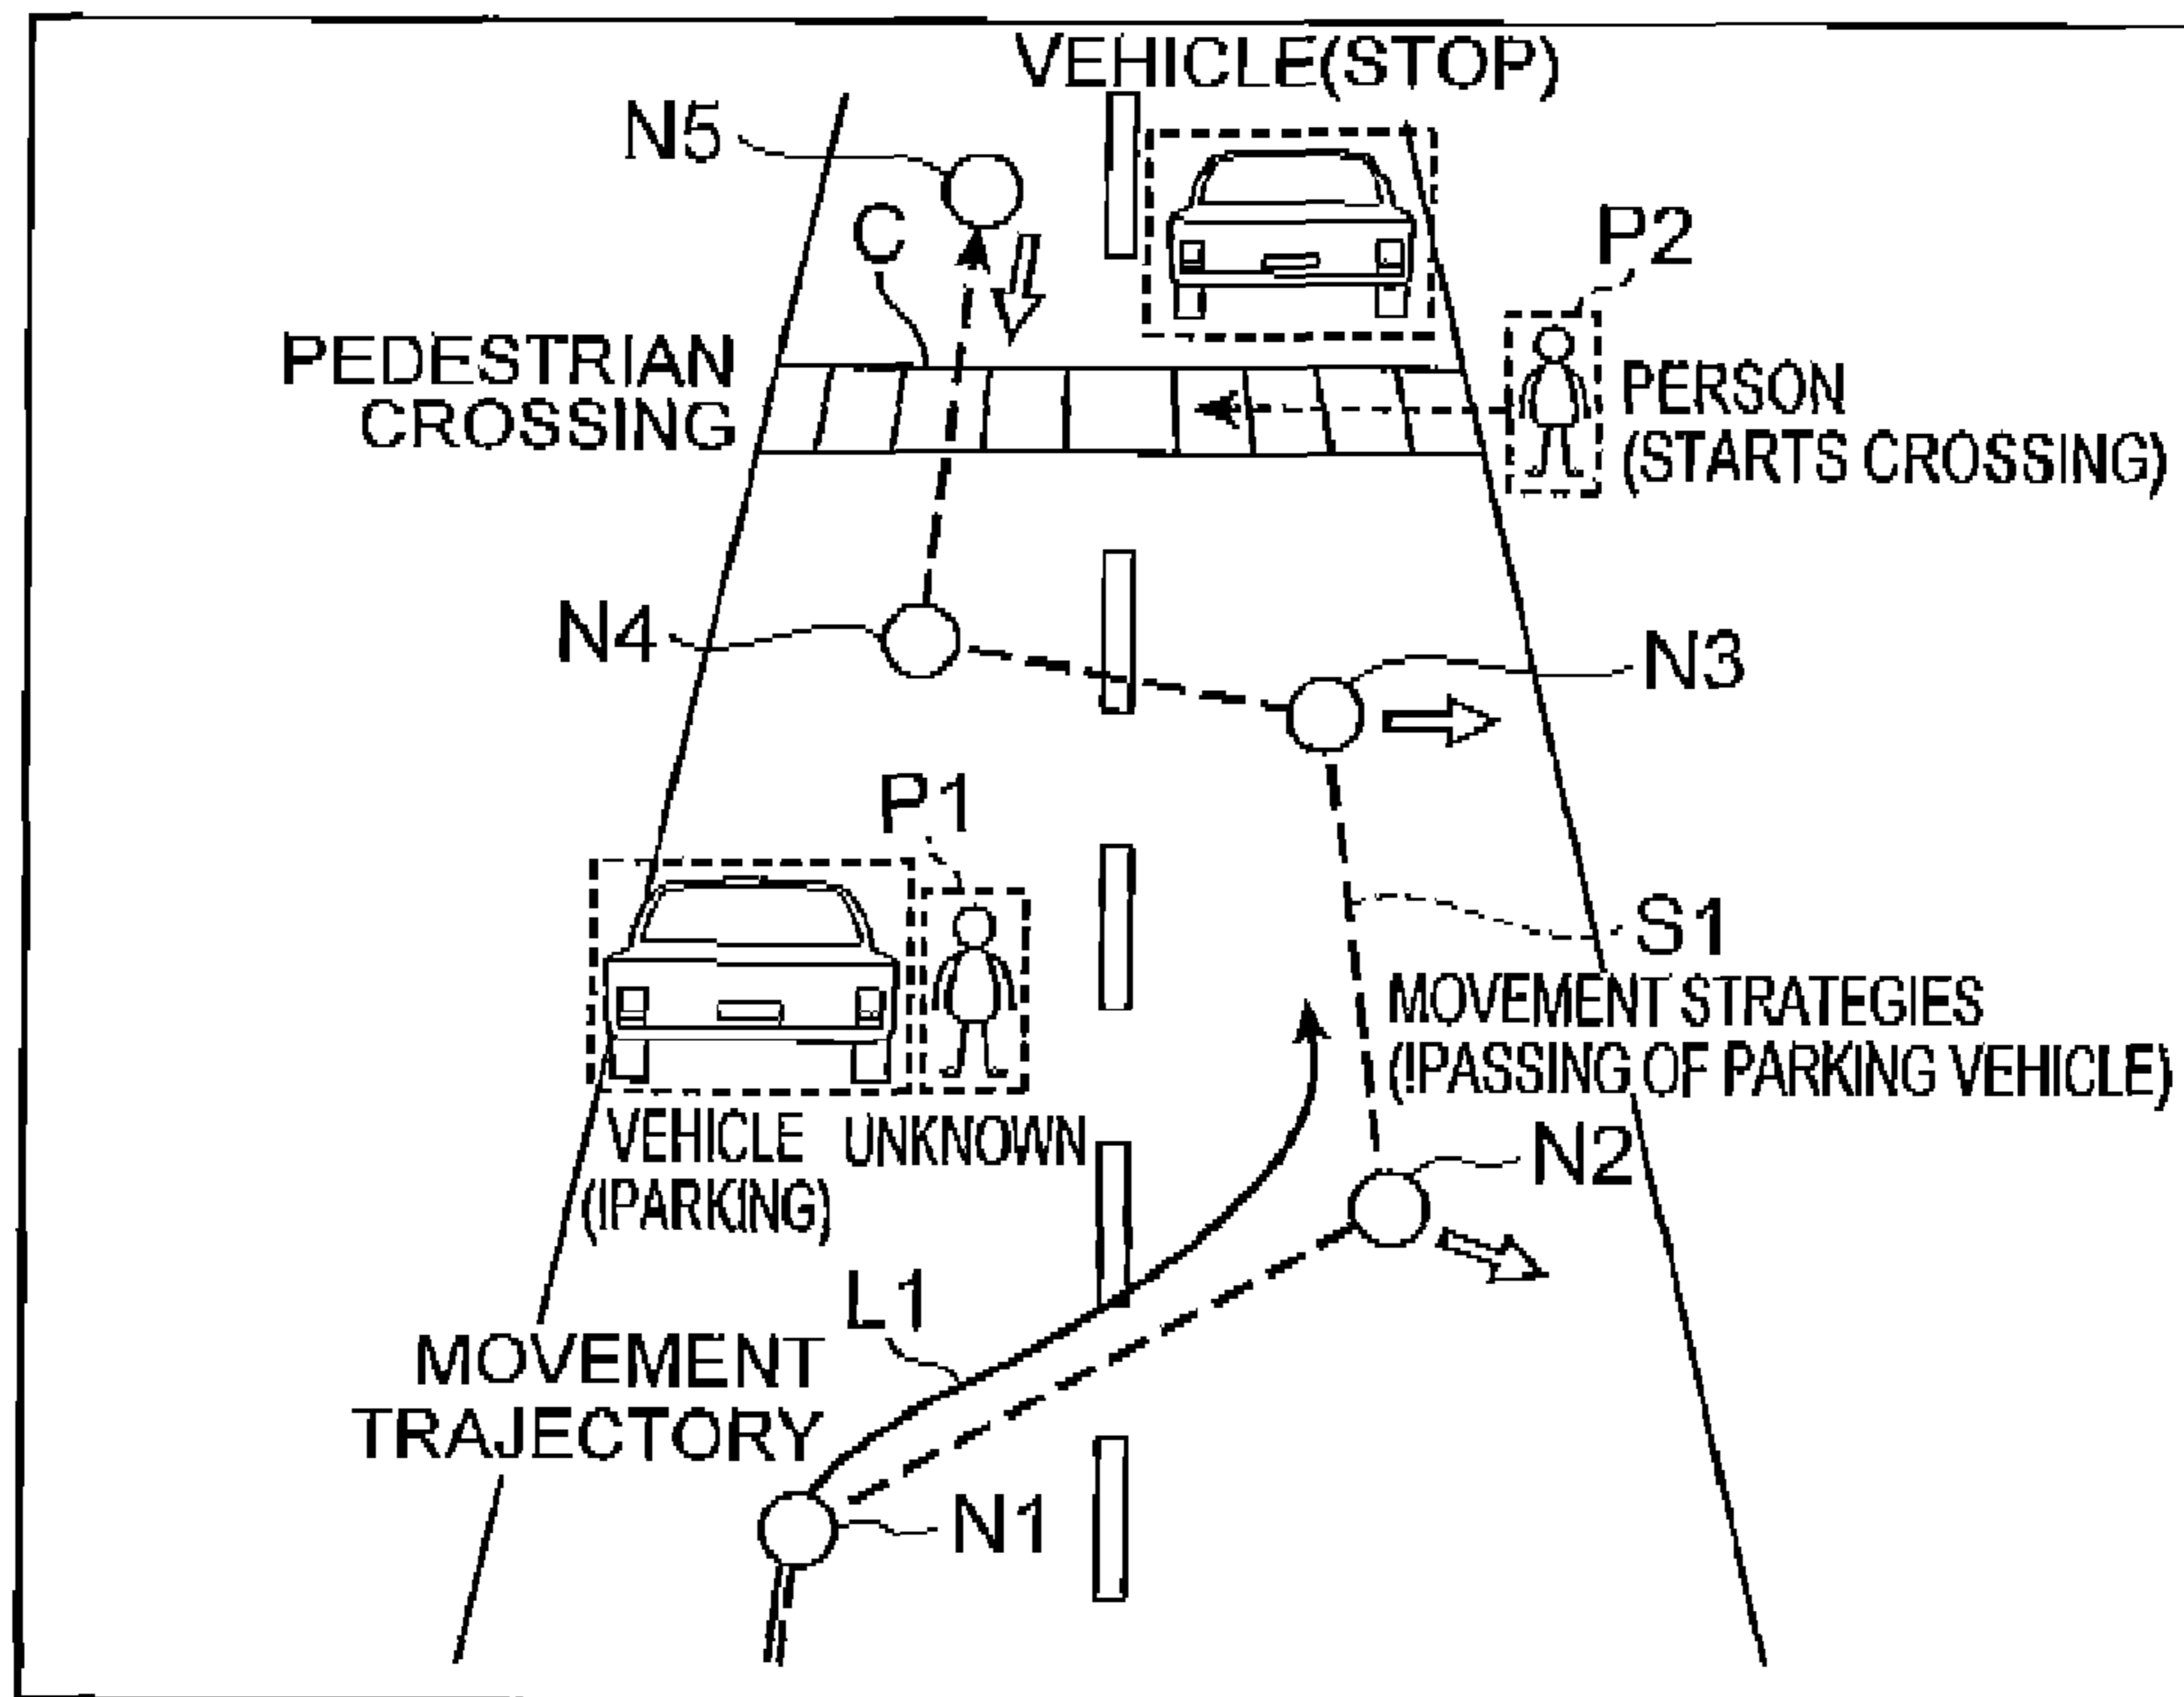 VEHICLE(STOP)
N5
C
P2
PEDESTRIAN
CROSSING
PERSON
(STARTS CROSSING)
N4
N3
P1
S1
MOVEMENT STRATEGIES
(!PASSING OF PARKING VEHICLE)
VEHICLE
(!PARKING)
UNKNOWN
N2
L1
MOVEMENT
TRAJECTORY
N1